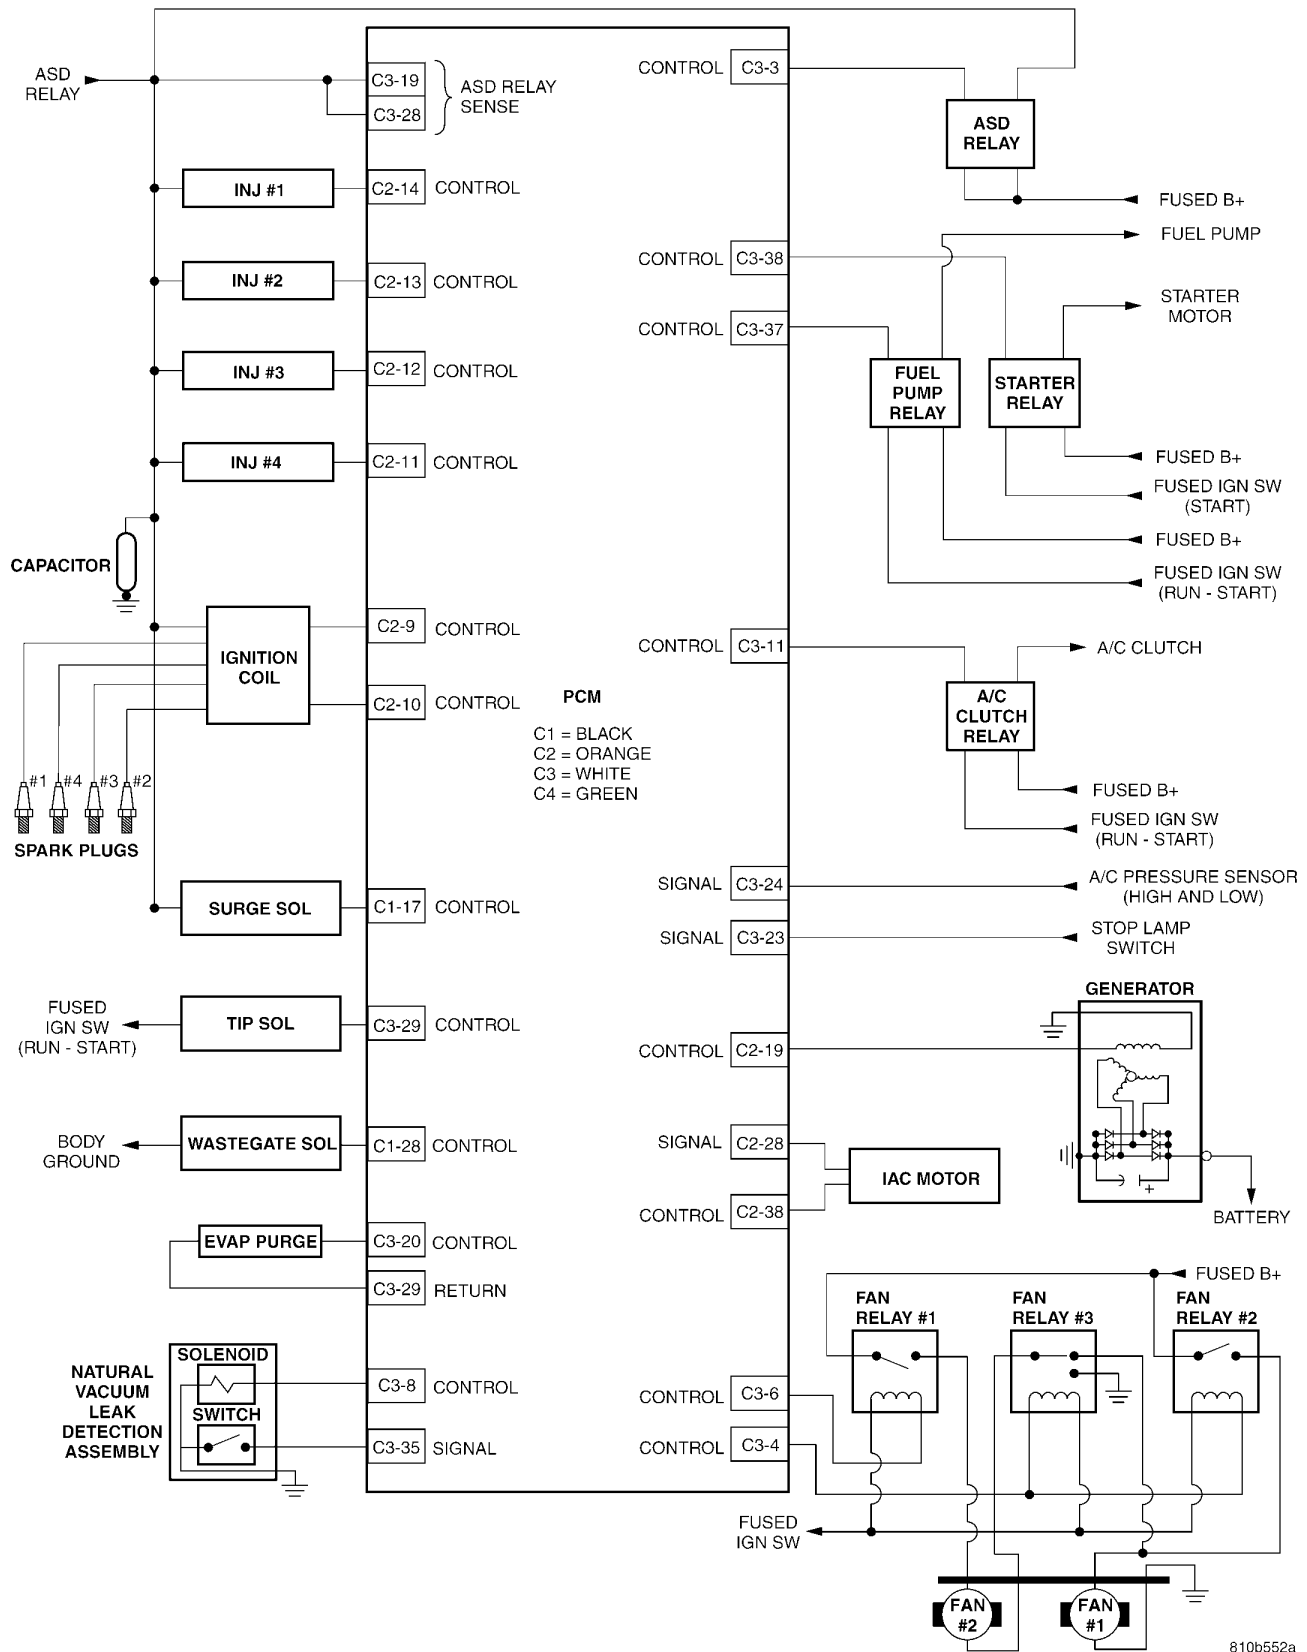 ASD
RELAY
C3-19
C3-28
ASD RELAY
SENSE
INJ #1
C2-14
CONTROL
INJ #2
C2-13
CONTROL
INJ #3
C2-12
CONTROL
INJ #4
C2-11
CONTROL
CAPACITOR
IGNITION
COIL
C2-9
CONTROL
C2-10
CONTROL
#1
#4
#3
#2
SPARK PLUGS
SURGE SOL
C1-17
CONTROL
FUSED
IGN SW
(RUN - START)
TIP SOL
C3-29
CONTROL
BODY
GROUND
WASTEGATE SOL
C1-28
CONTROL
EVAP PURGE
C3-20
CONTROL
C3-29
RETURN
NATURAL
VACUUM
LEAK
DETECTION
ASSEMBLY
SOLENOID
SWITCH
C3-8
CONTROL
C3-35
SIGNAL
PCM
C1 = BLACK
C2 = ORANGE
C3 = WHITE
C4 = GREEN
CONTROL
C3-3
ASD
RELAY
FUSED B+
FUEL PUMP
CONTROL
C3-38
STARTER
MOTOR
CONTROL
C3-37
FUEL
PUMP
RELAY
STARTER
RELAY
FUSED B+
FUSED IGN SW
(START)
FUSED B+
FUSED IGN SW
(RUN - START)
CONTROL
C3-11
A/C CLUTCH
A/C
CLUTCH
RELAY
FUSED B+
FUSED IGN SW
(RUN - START)
SIGNAL
C3-24
A/C PRESSURE SENSOR
(HIGH AND LOW)
SIGNAL
C3-23
STOP LAMP
SWITCH
GENERATOR
CONTROL
C2-19
+
BATTERY
SIGNAL
C2-28
IAC MOTOR
CONTROL
C2-38
FUSED B+
FAN
RELAY #1
FAN
RELAY #3
FAN
RELAY #2
CONTROL
C3-6
CONTROL
C3-4
FUSED
IGN SW
FAN
#2
FAN
#1
810b552a